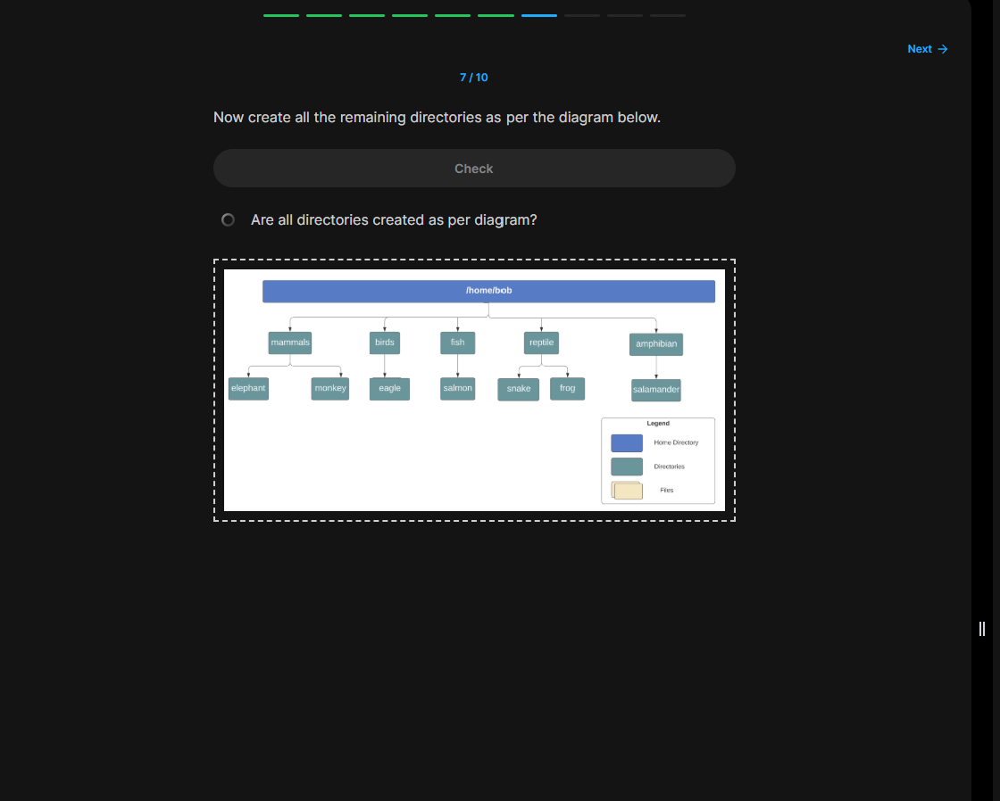 Next →
7 / 10
Now create all the remaining directories as per the diagram below.
Check
Are all directories created as per diagram?
/home/bob
mammals birds fish reptile amphibian
elephant monkey eagle salmon snake frog salamander
Legend
Home Directory
Directories
Files